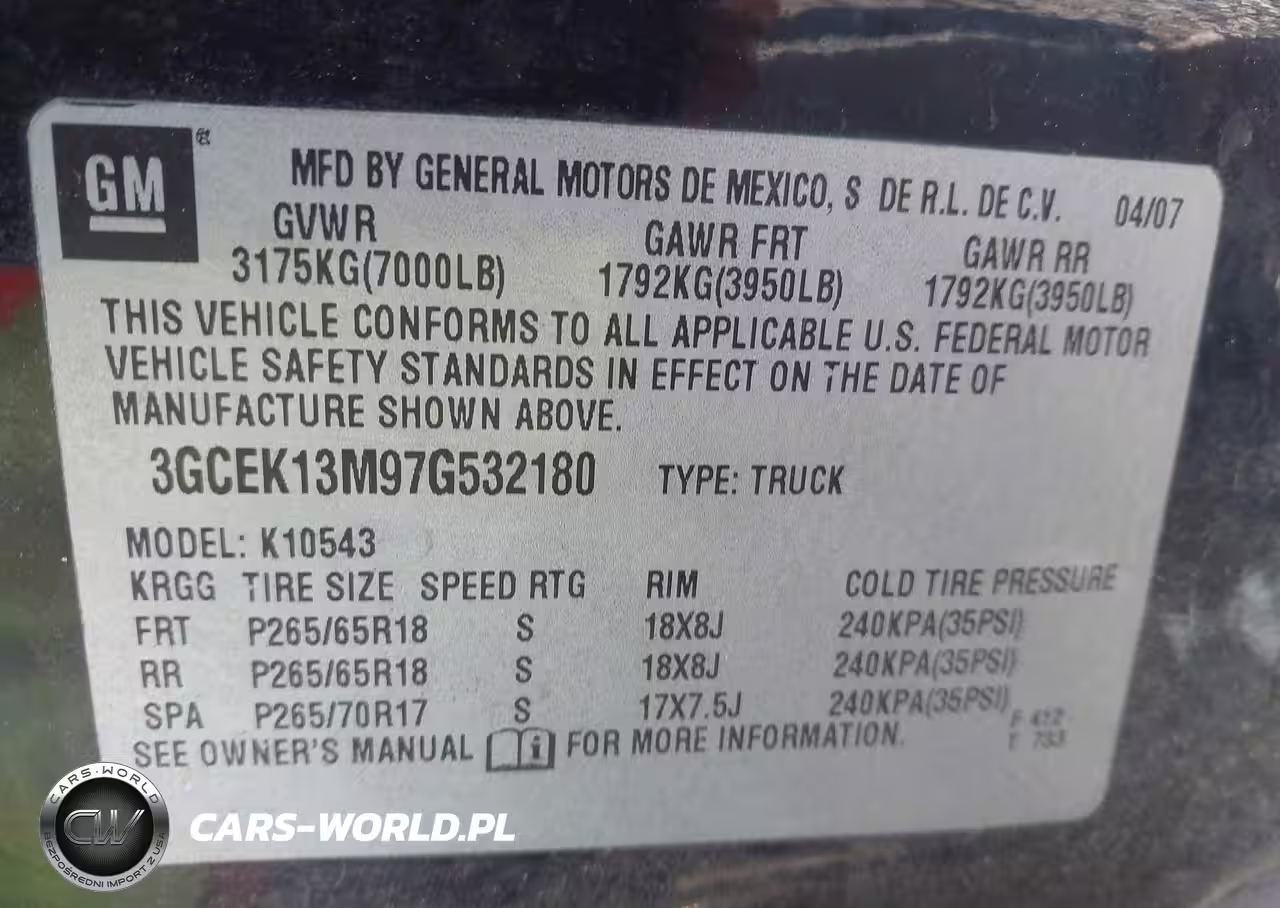 GM ®
MFD BY GENERAL MOTORS DE MEXICO, S DE R.L. DE C.V. 04/07
GVWR GAWR FRT GAWR RR
3175KG(7000LB) 1792KG(3950LB) 1792KG(3950LB)
THIS VEHICLE CONFORMS TO ALL APPLICABLE U.S. FEDERAL MOTOR
VEHICLE SAFETY STANDARDS IN EFFECT ON THE DATE OF
MANUFACTURE SHOWN ABOVE.
3GCEK13M97G532180 TYPE: TRUCK
MODEL: K10543
KRGG TIRE SIZE SPEED RTG RIM COLD TIRE PRESSURE
FRT P265/65R18 S 18X8J 240KPA(35PSI)
RR P265/65R18 S 18X8J 240KPA(35PSI)
SPA P265/70R17 S 17X7.5J 240KPA(35PSI)
SEE OWNER'S MANUAL i FOR MORE INFORMATION.
CARS-WORLD
CW
BEZPOŚREDNI IMPORT Z USA
CARS-WORLD.PL